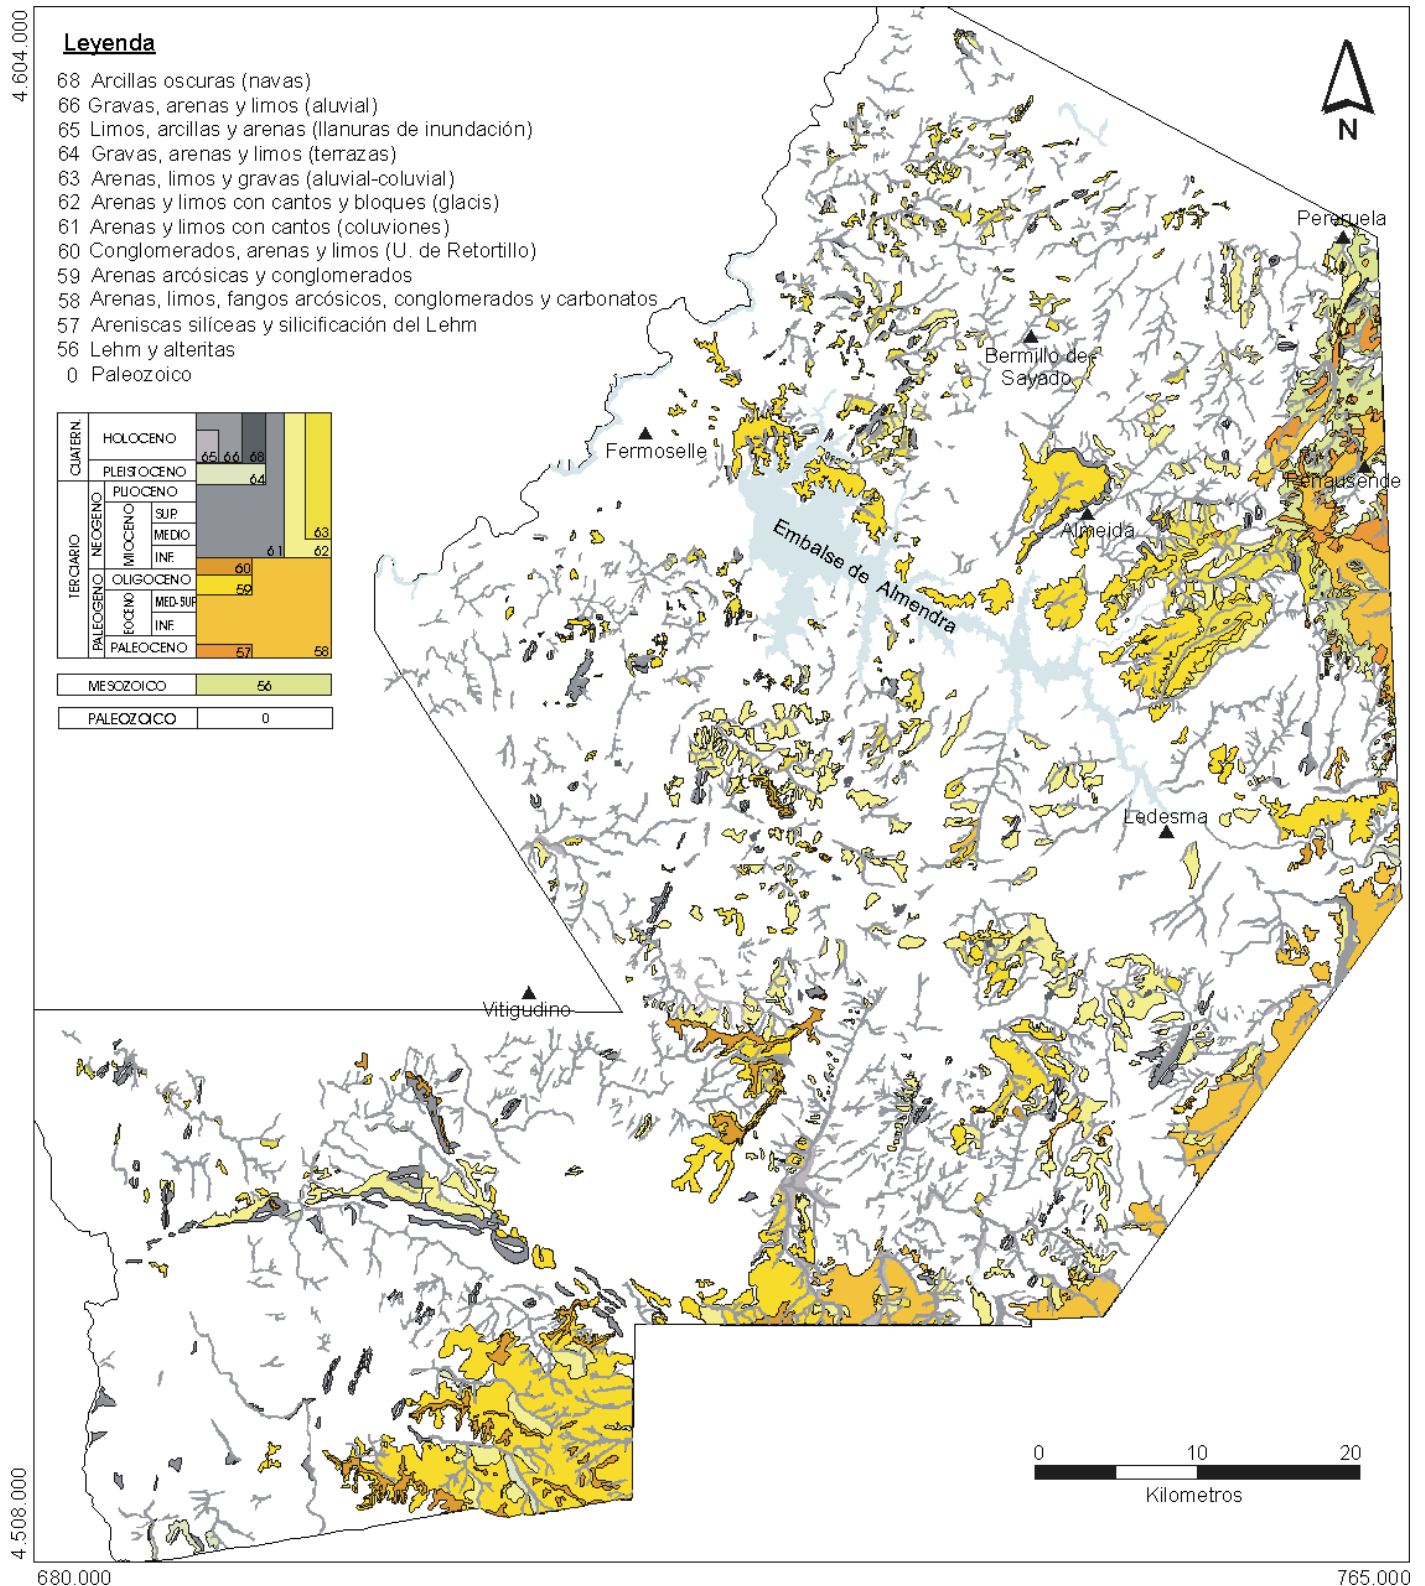 4.604.000
Leyenda
68 Arcillas oscuras (navas)
66 Gravas, arenas y limos (aluvial)
65 Limos, arcillas y arenas (llanuras de inundación)
64 Gravas, arenas y limos (terrazas)
63 Arenas, limos y gravas (aluvial-coluvial)
62 Arenas y limos con cantos y bloques (glacis)
61 Arenas y limos con cantos (coluviones)
60 Conglomerados, arenas y limos (U. de Retortillo)
59 Arenas arcósicas y conglomerados
58 Arenas, limos, fangos arcósicos, conglomerados y carbonatos
57 Areniscas silíceas y silicificación del Lehm
56 Lehm y alteritas
0 Paleozoico
N
Pereruela
Bermillo de
Sayado
Fermoselle
Peñausende
Almeida
Embalse de Almendra
Ledesma
Vitigudino
CUATERN.
HOLOCENO
65 66 68
PLEISTOCENO
64
TERCIARIO
NEOGENO
PLIOCENO
MIOCENO
SUP.
MEDIO
63
INF.
61 62
60
PALEOGENO
OLIGOCENO
59
EOCENO
MED-SUP
INF.
PALEOCENO
57 58
MESOZOICO 56
PALEOZOICO 0
0 10 20
Kilometros
4.508.000
680.000
765.000